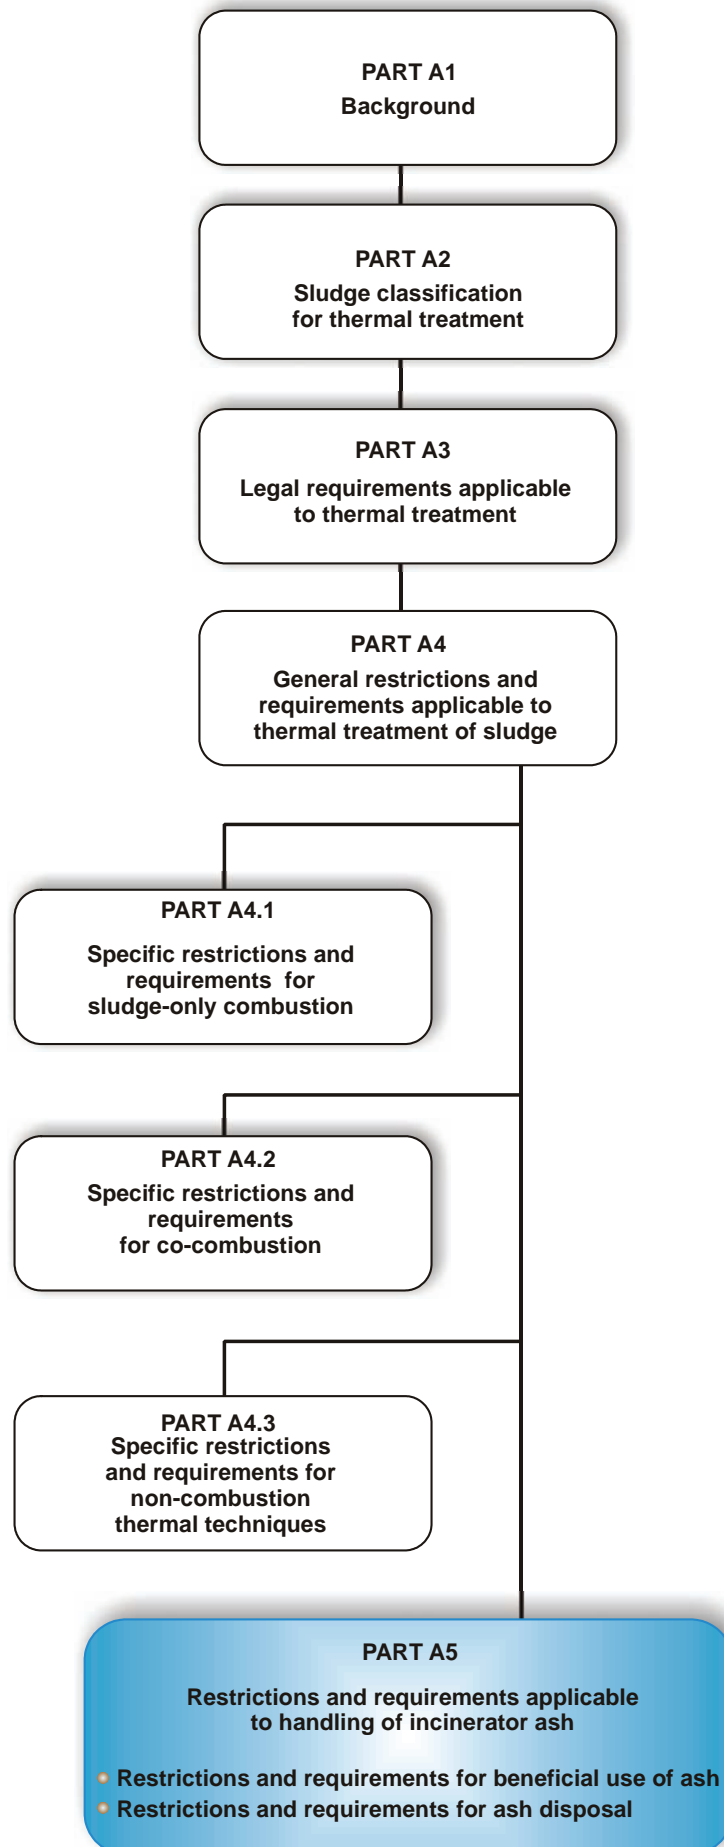 PART A1
Background
PART A2
Sludge classification
for thermal treatment
PART A3
Legal requirements applicable
to thermal treatment
PART A4
General restrictions and
requirements applicable to
thermal treatment of sludge
PART A4.1
Specific restrictions and
requirements for
sludge-only combustion
PART A4.2
Specific restrictions and
requirements
for co-combustion
PART A4.3
Specific restrictions
and requirements for
non-combustion
thermal techniques
PART A5
Restrictions and requirements applicable
to handling of incinerator ash
Restrictions and requirements for beneficial use of ash
Restrictions and requirements for ash disposal